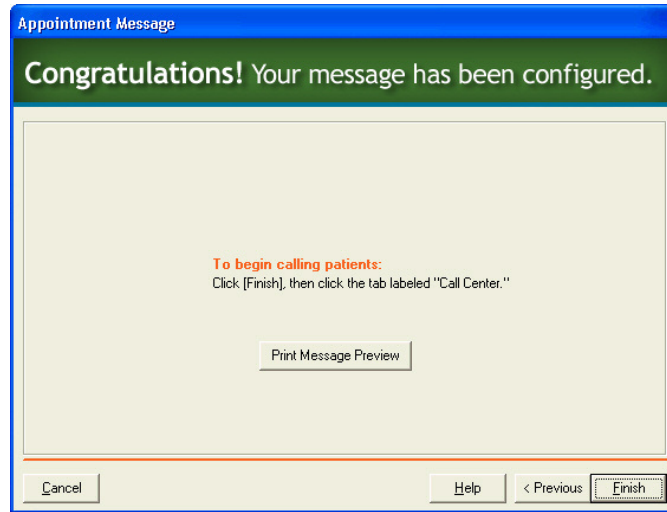 Appointment Message
Congratulations! Your message has been configured.
To begin calling patients:
Click [Finish], then click the tab labeled "Call Center."
Print Message Preview
Cancel
Help
< Previous
Finish